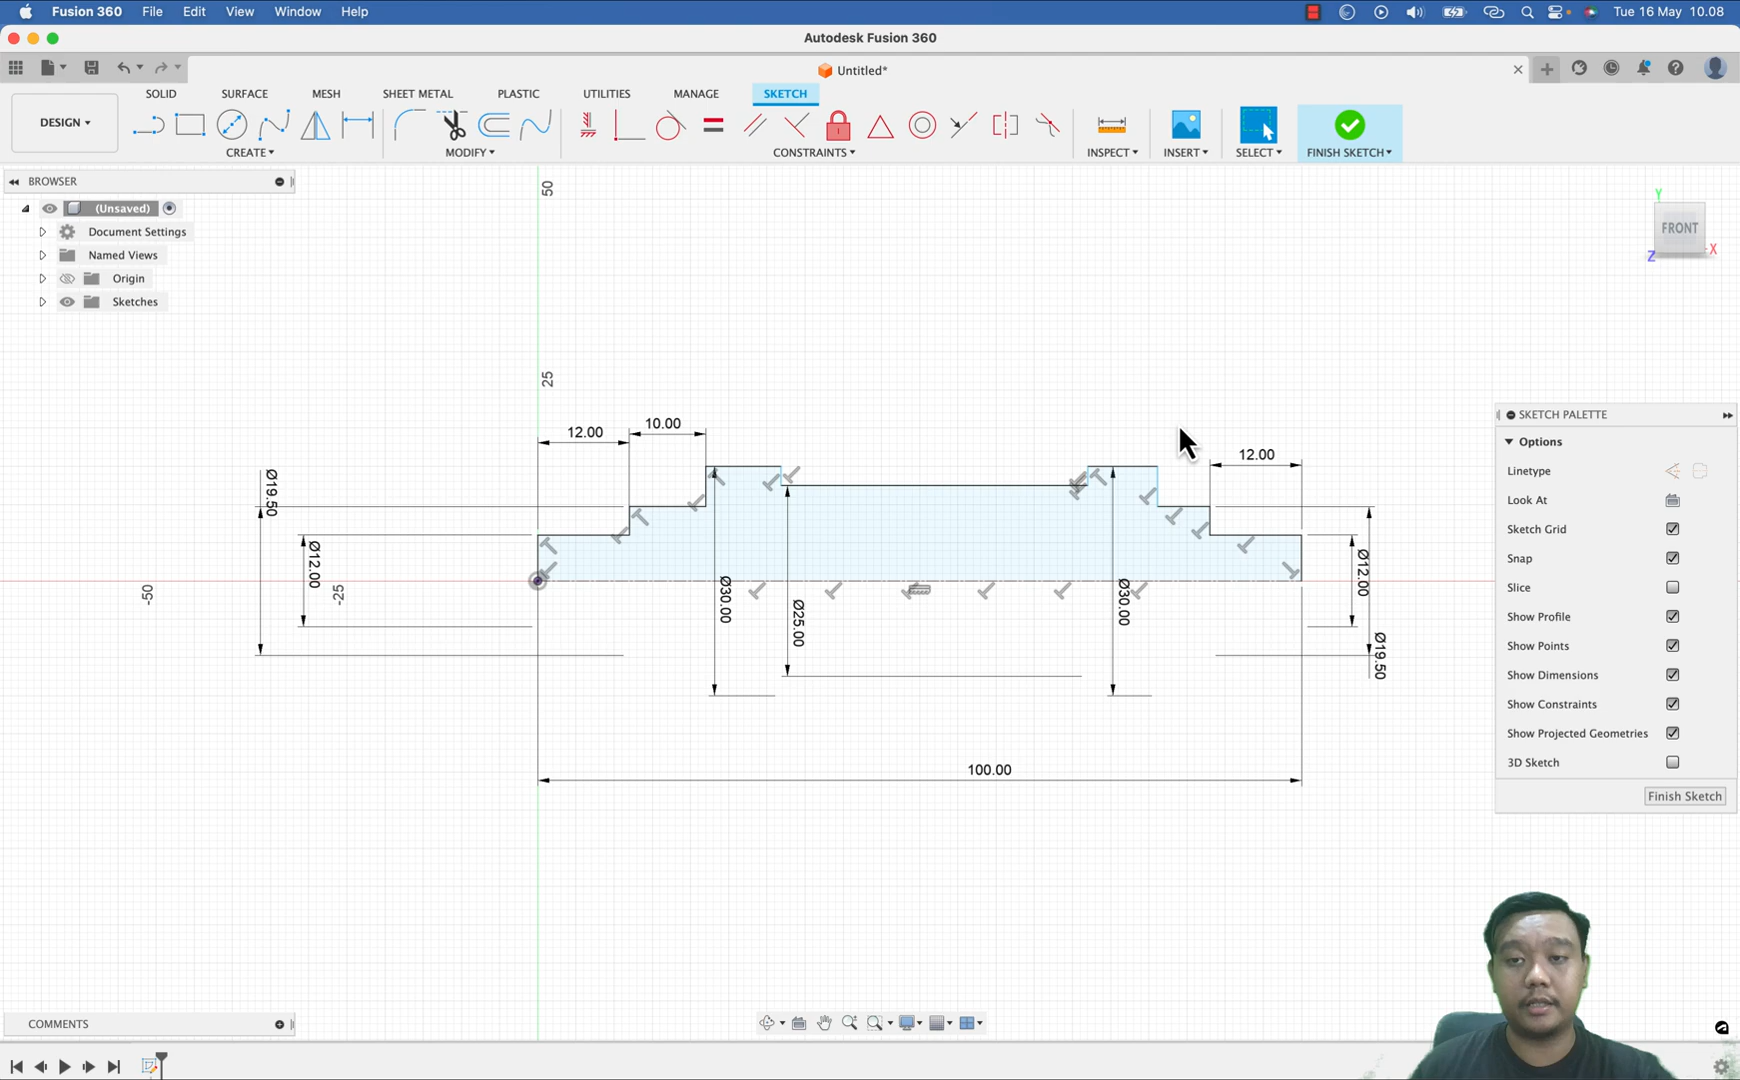 Fusion 360 File Edit View Window Help Tue 16 May 10.08
Autodesk Fusion 360
Untitled*
SOLID SURFACE MESH SHEET METAL PLASTIC UTILITIES MANAGE SKETCH
DESIGN
CREATE MODIFY CONSTRAINTS INSPECT INSERT SELECT FINISH SKETCH
BROWSER
(Unsaved)
Document Settings
Named Views
Origin
Sketches
50
25
-50
-25
Y
FRONT
X
Z
12.00
10.00
12.00
Ø19.50
Ø12.00
Ø30.00
Ø25.00
Ø30.00
Ø12.00
Ø19.50
100.00
SKETCH PALETTE
Options
Linetype
Look At
Sketch Grid
Snap
Slice
Show Profile
Show Points
Show Dimensions
Show Constraints
Show Projected Geometries
3D Sketch
Finish Sketch
COMMENTS